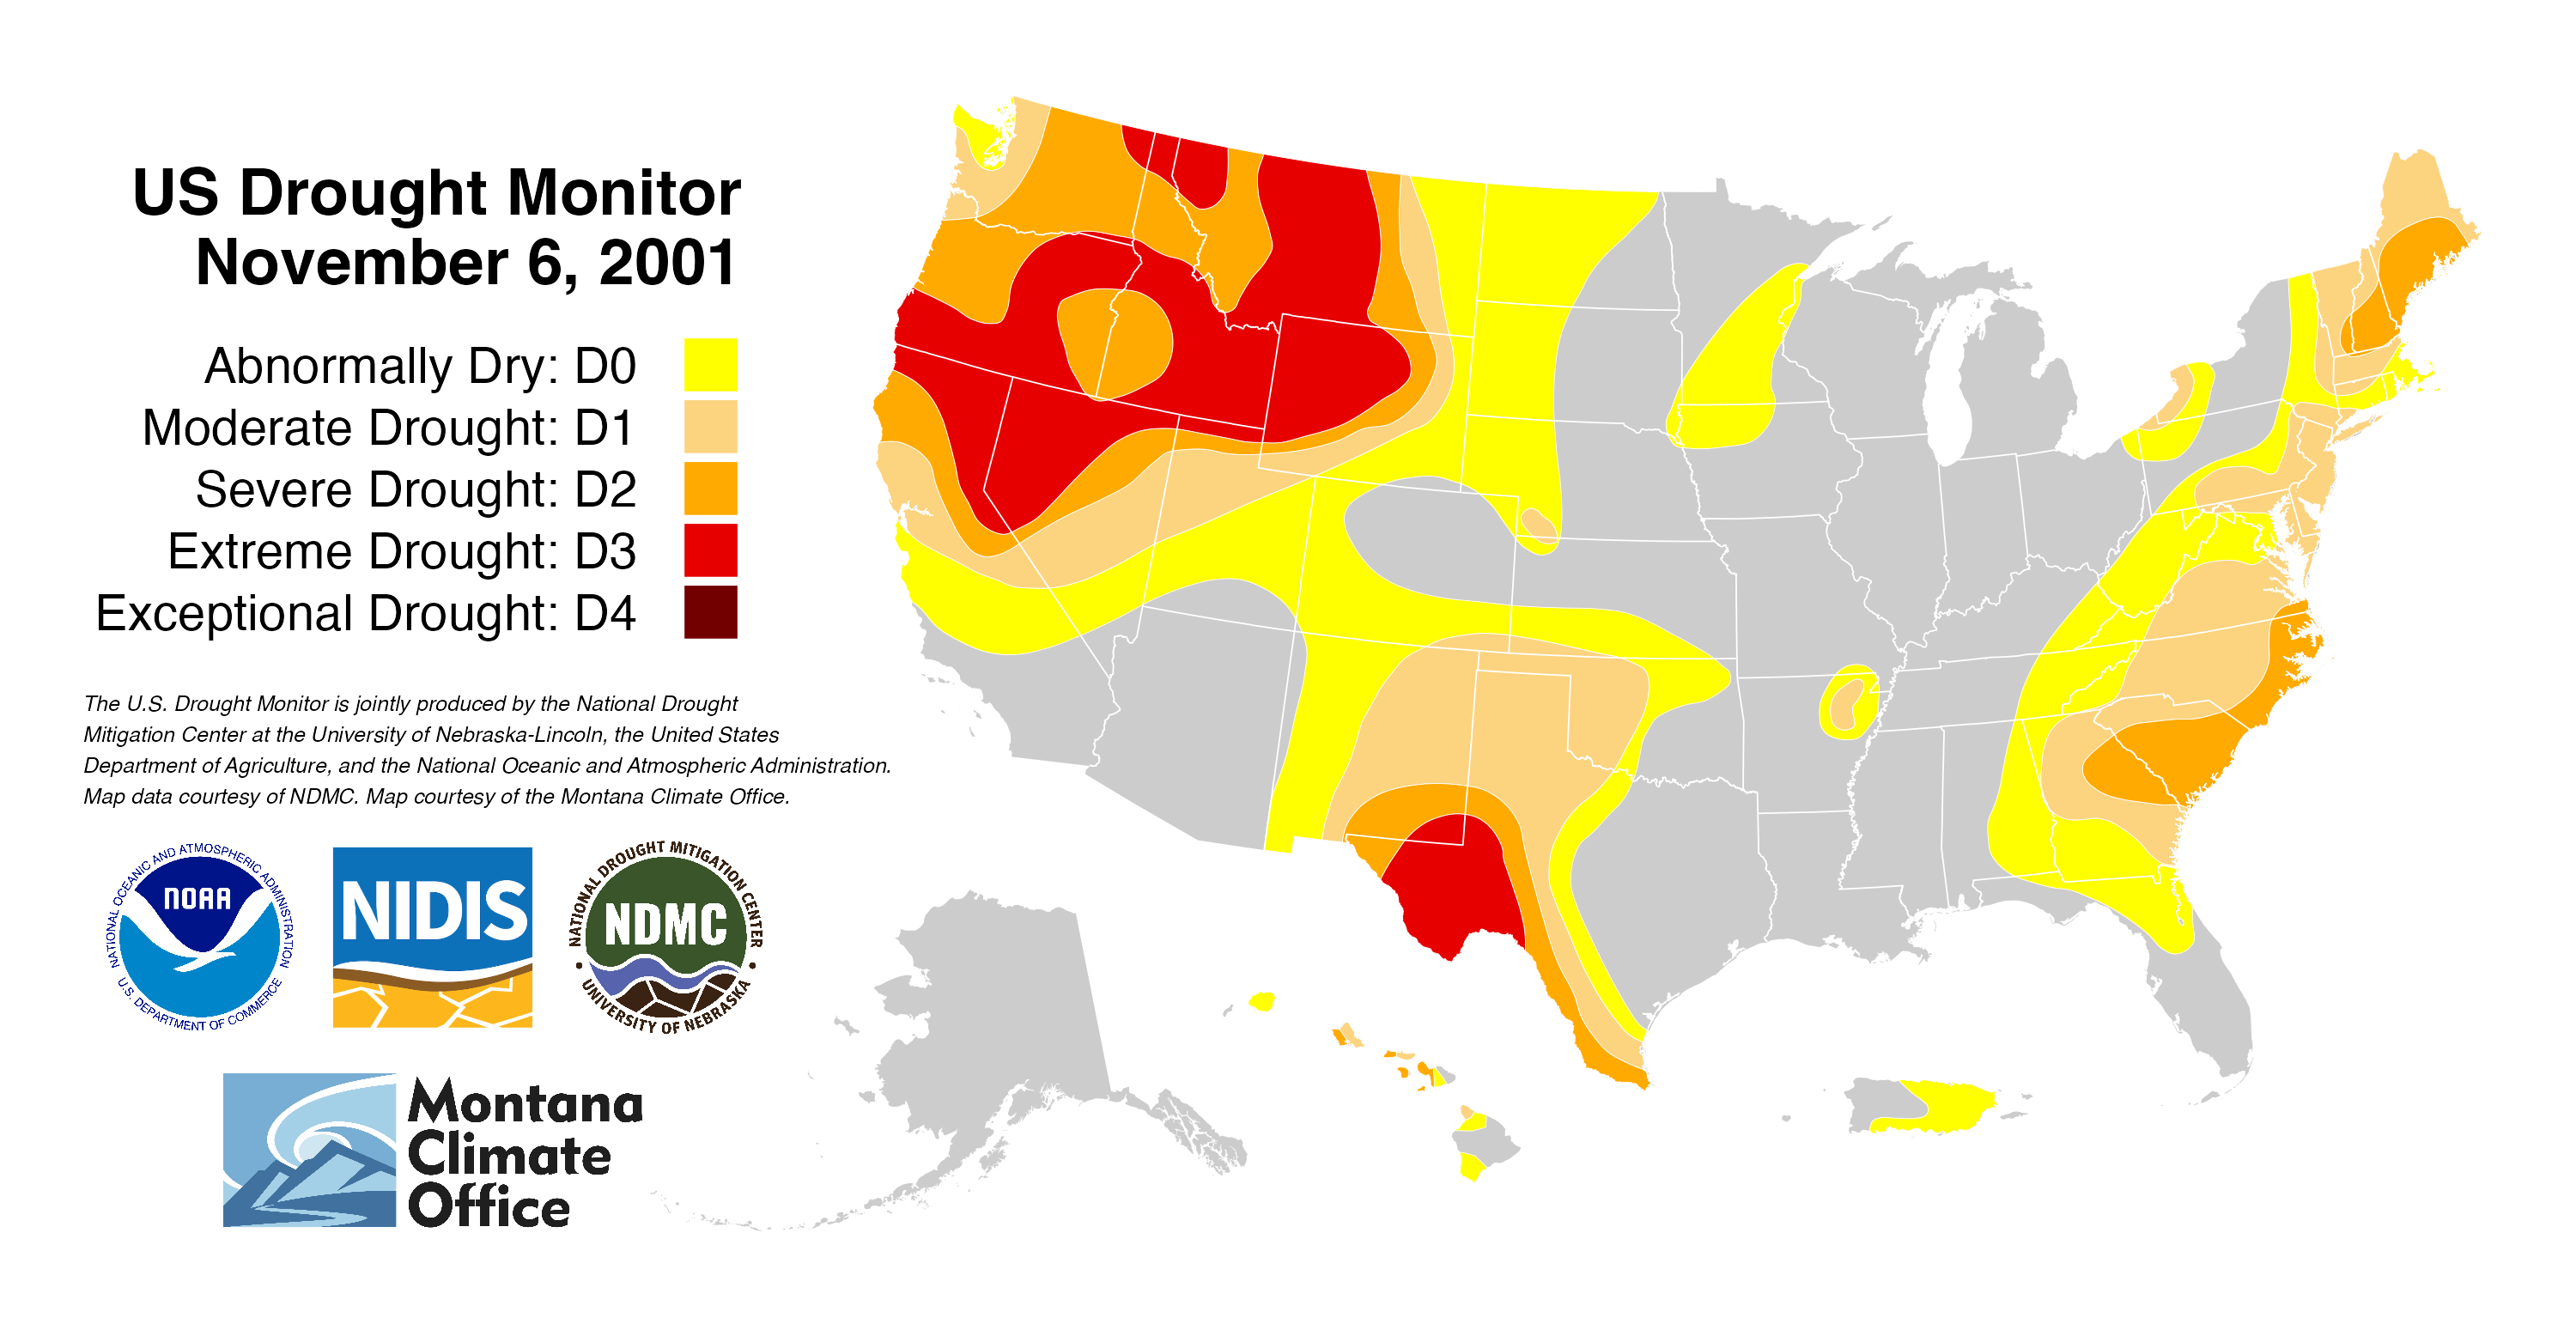 US Drought Monitor
November 6, 2001
Abnormally Dry: D0
Moderate Drought: D1
Severe Drought: D2
Extreme Drought: D3
Exceptional Drought: D4
The U.S. Drought Monitor is jointly produced by the National Drought
Mitigation Center at the University of Nebraska-Lincoln, the United States
Department of Agriculture, and the National Oceanic and Atmospheric Administration.
Map data courtesy of NDMC. Map courtesy of the Montana Climate Office.
NATIONAL OCEANIC AND ATMOSPHERIC ADMINISTRATION
NOAA
U.S. DEPARTMENT OF COMMERCE
NIDIS
NATIONAL DROUGHT MITIGATION CENTER
NDMC
UNIVERSITY OF NEBRASKA
Montana
Climate
Office